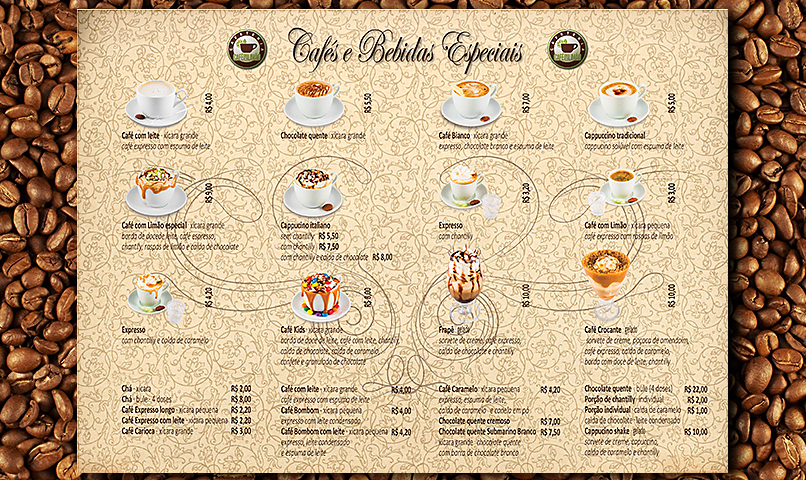 Cafés e Bebidas Especiais
R$ 4,00
Café com leite - xícara grande
café expresso com espuma de leite
R$ 5,50
Chocolate quente - xícara grande
R$ 7,00
Café Bianco - xícara grande
expresso, chocolate branco e espuma de leite
R$ 5,00
Cappuccino tradicional
cappuccino solúvel com espuma de leite
R$ 9,00
Café com Limão especial - xícara grande
borda de doce de leite, café expresso,
chantily, raspas de limão e calda de chocolate
Cappucino italiano
sem chantilly R$ 5,50
com chantilly R$ 7,50
com chantilly e calda de chocolate R$ 8,00
R$ 3,20
Expresso
com chantilly
R$ 3,00
Café com Limão - xícara pequena
café expresso com raspas de limão
R$ 4,20
Expresso
com chantilly e calda de caramelo
R$ 8,00
Café Kids - xícara grande
borda de doce de leite, café com leite, chantilly,
calda de chocolate, calda de caramelo,
confete e granulado de chocolate
R$ 10,00
Frapê - gelati
sorvete de creme, café expresso,
calda de chocolate e chantilly
R$ 10,00
Café Crocante - gelati
sorvete de creme, paçoca de amendoim,
café expresso, calda de caramelo,
borda com doce de leite e chantilly
Chá - xícara R$ 2,00
Chá - bule - 4 doses R$ 8,00
Café Expresso longo - xícara pequena R$ 2,20
Café Expresso com leite - xícara pequena R$ 2,20
Café Carioca - xícara grande R$ 3,00
Café com leite - xícara grande R$ 4,00
café expresso com espuma de leite
Café Bombom - xícara pequena R$ 4,00
expresso com leite condensado
Café Bombom com leite - xícara pequena R$ 4,20
expresso, leite condensado
e espuma de leite
Café Caramelo - xícara pequena R$ 4,20
expresso, espuma de leite,
calda de caramelo e canela em pó
Chocolate quente cremoso R$ 7,00
Chocolate quente Submarino Branco R$ 7,50
xícara grande - chocolate quente
com barra de chocolate branco
Chocolate quente - bule (4 doses) R$ 22,00
Porção de chantilly - individual R$ 2,00
Porção individual - calda de caramelo R$ 1,00
calda de chocolate - leite condensado
Cappuccino shake - gelati R$ 10,00
sorvete de creme, cappuccino,
calda de caramelo e chantilly